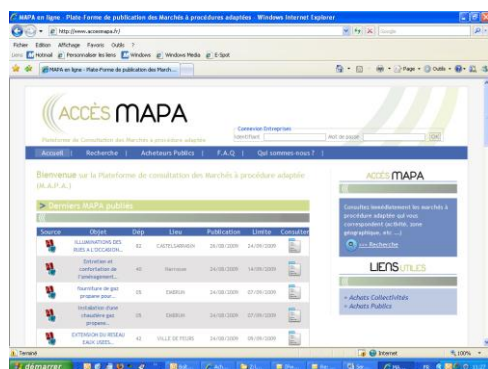 MAPA en ligne - Plate-Forme de publication des Marchés à procédures adaptées - Windows Internet Explorer
http://www.accesmapa.fr/
Google
Fichier Edition Affichage Favoris Outils ?
Liens Hotmail Personnaliser les liens Windows Windows Media E-Spot
MAPA en ligne - Plate-Forme de publication des March...
Page Outils
ACCÈS MAPA
Plateforme de Consultation des Marchés à procédure adaptée
Connexion Entreprises
Identifiant Mot de passe OK
Accueil | Recherche | Acheteurs Publics | F.A.Q | Qui sommes-nous ? |
Bienvenue sur la Plateforme de consultation des Marchés à procédure adaptée
(M.A.P.A.)
> Derniers MAPA publiés
Source Objet Dép Lieu Publication Limite Consulter
ILLUMINATIONS DES
RUES A L'OCCASION...
82 CASTELSARRASIN 26/08/2009 24/09/2009
Entretien et
confortation de
l'aménagement...
40 24/08/2009 14/09/2009
Fourniture de gaz
propane pour...
05 EMBRUN 24/08/2009 07/09/2009
Installation d'une
chaudière gaz
propane...
05 EMBRUN 24/08/2009 07/09/2009
EXTENSION DU RESEAU
EAUX USEES...
VILLE DE TOURS 24/08/2009
ACCÈS MAPA
Consultez immédiatement les marchés à
procédure adaptée qui vous
correspondent (activité, zone
géographique, etc ...)
>>> Recherche
LIENS UTILES
Achats Collectivités
Achats Publics
Terminé Internet 100%
démarrer